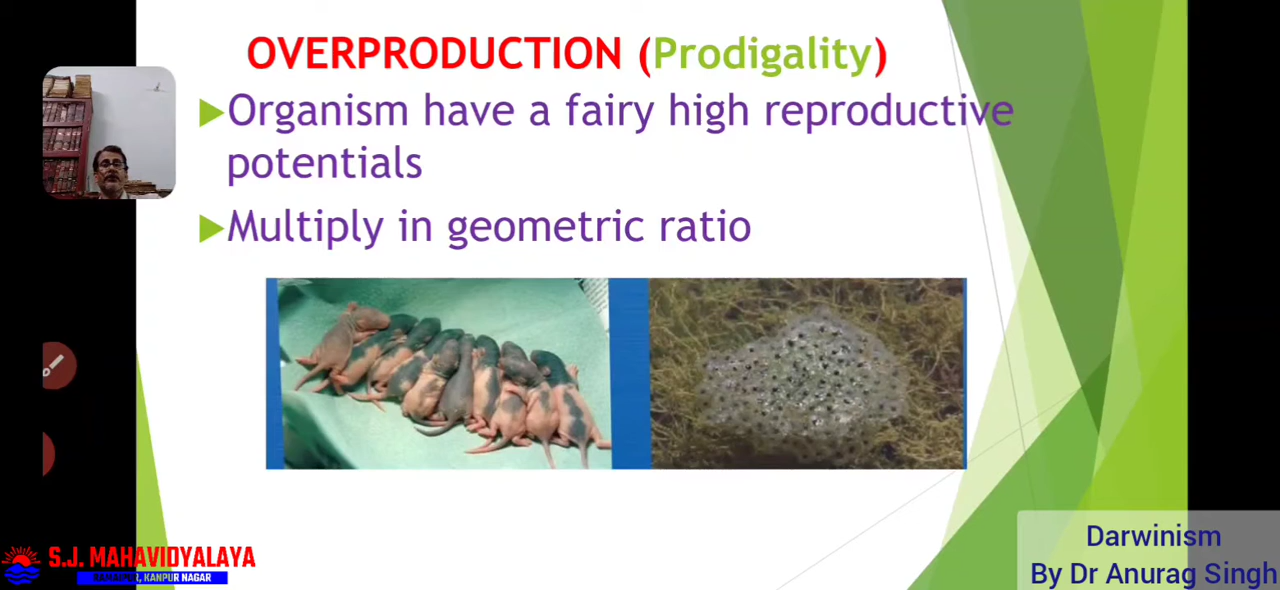 OVERPRODUCTION (Prodigality)
Organism have a fairy high reproductive
potentials
Multiply in geometric ratio
S.J. MAHAVIDYALAYA
RAMAIPUR, KANPUR NAGAR
Darwinism
By Dr Anurag Singh